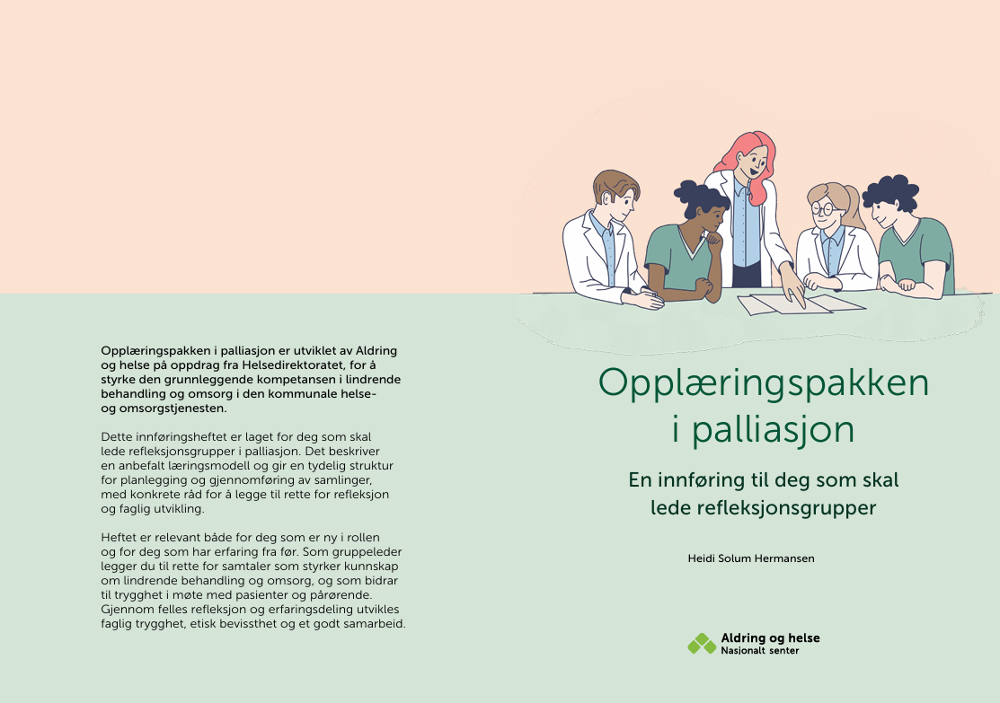 Opplæringspakken i palliasjon er utviklet av Aldring
og helse på oppdrag fra Helsedirektoratet, for å
styrke den grunnleggende kompetansen i lindrende
behandling og omsorg i den kommunale helse-
og omsorgstjenesten.
Dette innføringsheftet er laget for deg som skal
lede refleksjonsgrupper i palliasjon. Det beskriver
en anbefalt læringsmodell og gir en tydelig struktur
for planlegging og gjennomføring av samlinger,
med konkrete råd for å legge til rette for refleksjon
og faglig utvikling.
Heftet er relevant både for deg som er ny i rollen
og for deg som har erfaring fra før. Som gruppeleder
legger du til rette for samtaler som styrker kunnskap
om lindrende behandling og omsorg, og som bidrar
til trygghet i møte med pasienter og pårørende.
Gjennom felles refleksjon og erfaringsdeling utvikles
faglig trygghet, etisk bevissthet og et godt samarbeid.
Opplæringspakken
i palliasjon
En innføring til deg som skal
lede refleksjonsgrupper
Heidi Solum Hermansen
Aldring og helse
Nasjonalt senter